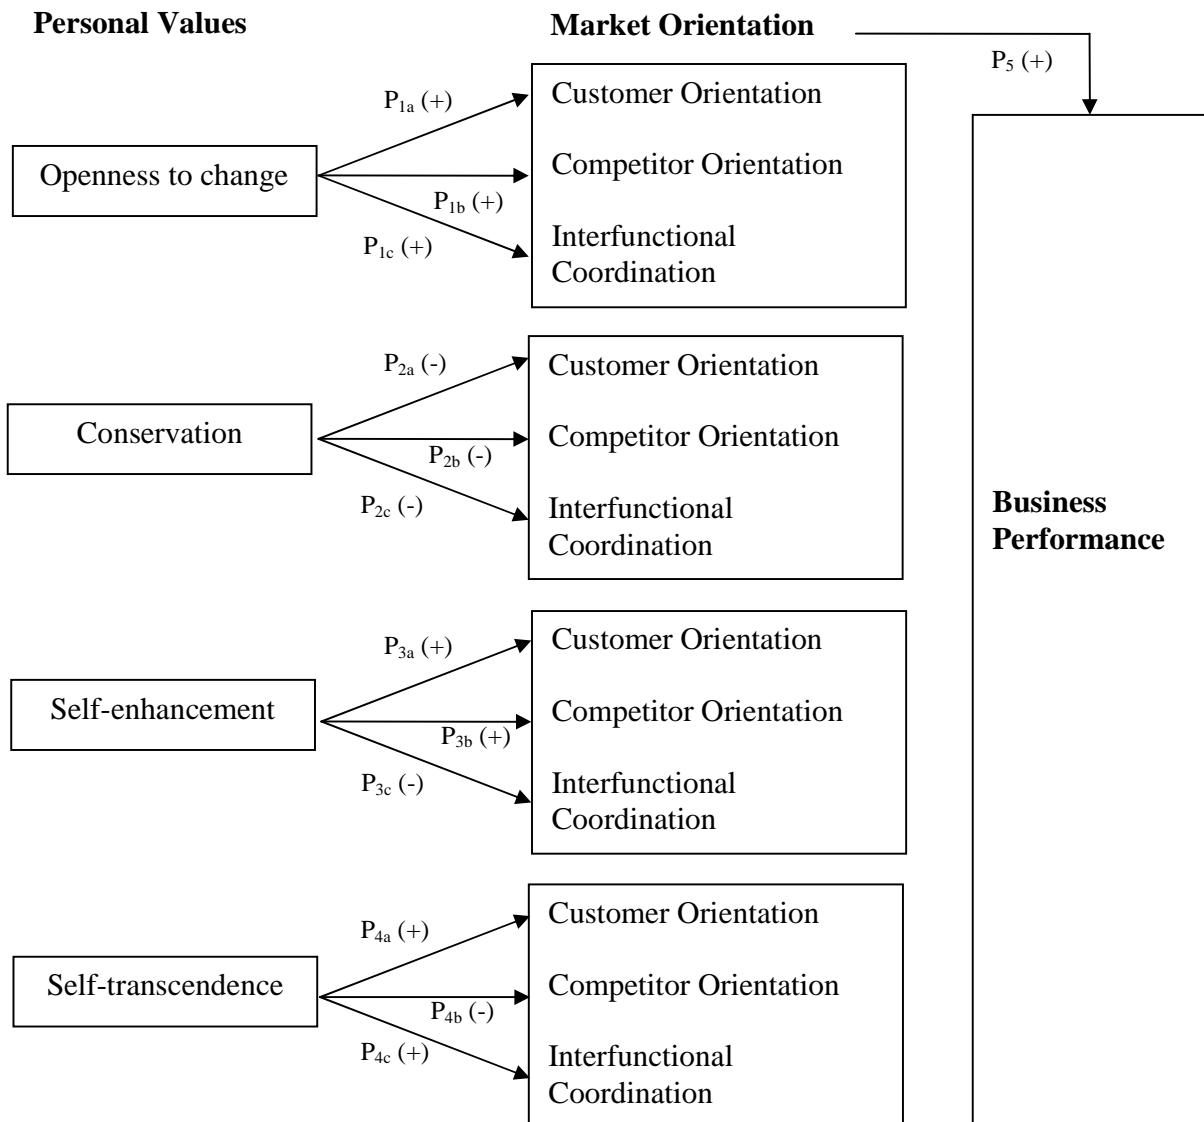 Personal Values
Market Orientation
P5 (+)
Openness to change
P1a (+)
P1b (+)
P1c (+)
Customer Orientation
Competitor Orientation
Interfunctional
Coordination
Conservation
P2a (-)
P2b (-)
P2c (-)
Customer Orientation
Competitor Orientation
Interfunctional
Coordination
Business
Performance
Self-enhancement
P3a (+)
P3b (+)
P3c (-)
Customer Orientation
Competitor Orientation
Interfunctional
Coordination
Self-transcendence
P4a (+)
P4b (-)
P4c (+)
Customer Orientation
Competitor Orientation
Interfunctional
Coordination